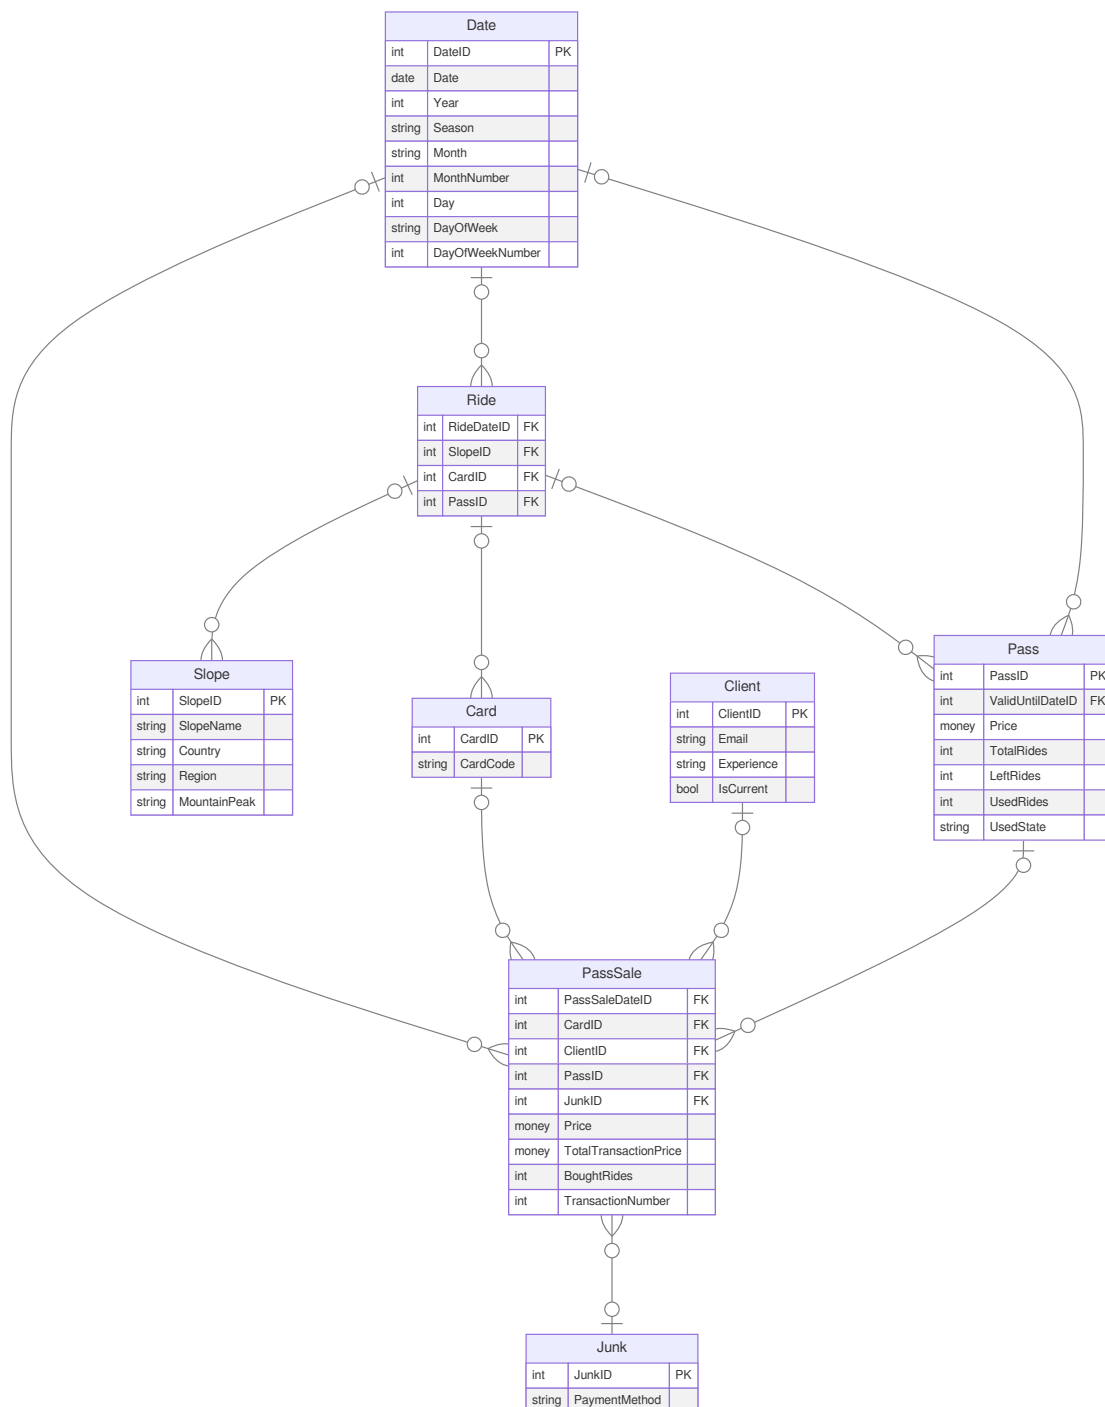 Date
int DateID PK
date Date
int Year
string Season
string Month
int MonthNumber
int Day
string DayOfWeek
int DayOfWeekNumber
Ride
int RideDateID FK
int SlopeID FK
int CardID FK
int PassID FK
Slope
int SlopeID PK
string SlopeName
string Country
string Region
string MountainPeak
Card
int CardID PK
string CardCode
Client
int ClientID PK
string Email
string Experience
bool IsCurrent
Pass
int PassID PK
int ValidUntilDateID FK
money Price
int TotalRides
int LeftRides
int UsedRides
string UsedState
PassSale
int PassSaleDateID FK
int CardID FK
int ClientID FK
int PassID FK
int JunkID FK
money Price
money TotalTransactionPrice
int BoughtRides
int TransactionNumber
Junk
int JunkID PK
string PaymentMethod